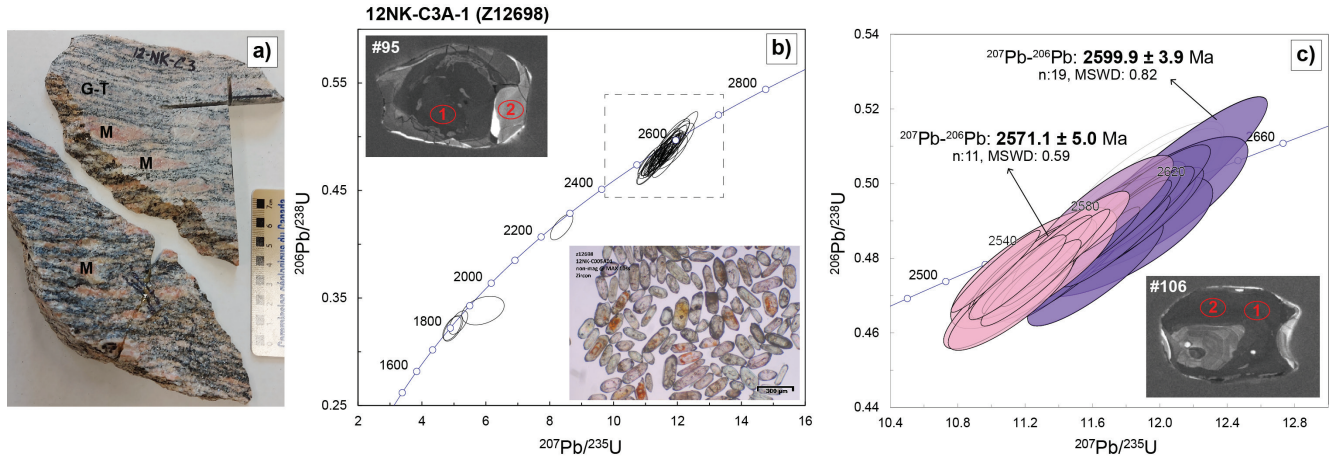 12NK-C3A-1 (Z12698)
a)
12-NK-C3
G-T
M
M
M
b)
#95
1
2
0.55
0.45
0.35
0.25
206Pb/238U
2
4
6
8
10
12
14
16
207Pb/235U
1600
1800
2000
2200
2400
2600
2800
z12698
Zircon
300 µm
c)
207Pb-206Pb: 2599.9 ± 3.9 Ma
n:19, MSWD: 0.82
207Pb-206Pb: 2571.1 ± 5.0 Ma
n:11, MSWD: 0.59
0.54
0.52
0.50
0.48
0.46
0.44
206Pb/238U
2500
2540
2580
2620
2660
#106
2
1
10.4
10.8
11.2
11.6
12.0
12.4
12.8
207Pb/235U